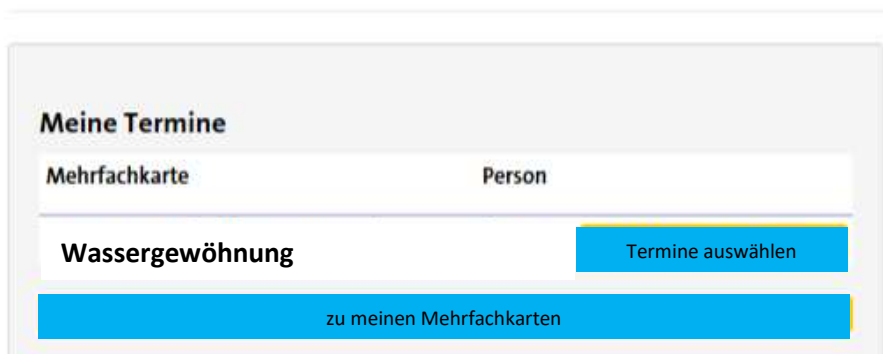 Meine Termine
Mehrfachkarte Person
Wassergewöhnung Termine auswählen
zu meinen Mehrfachkarten